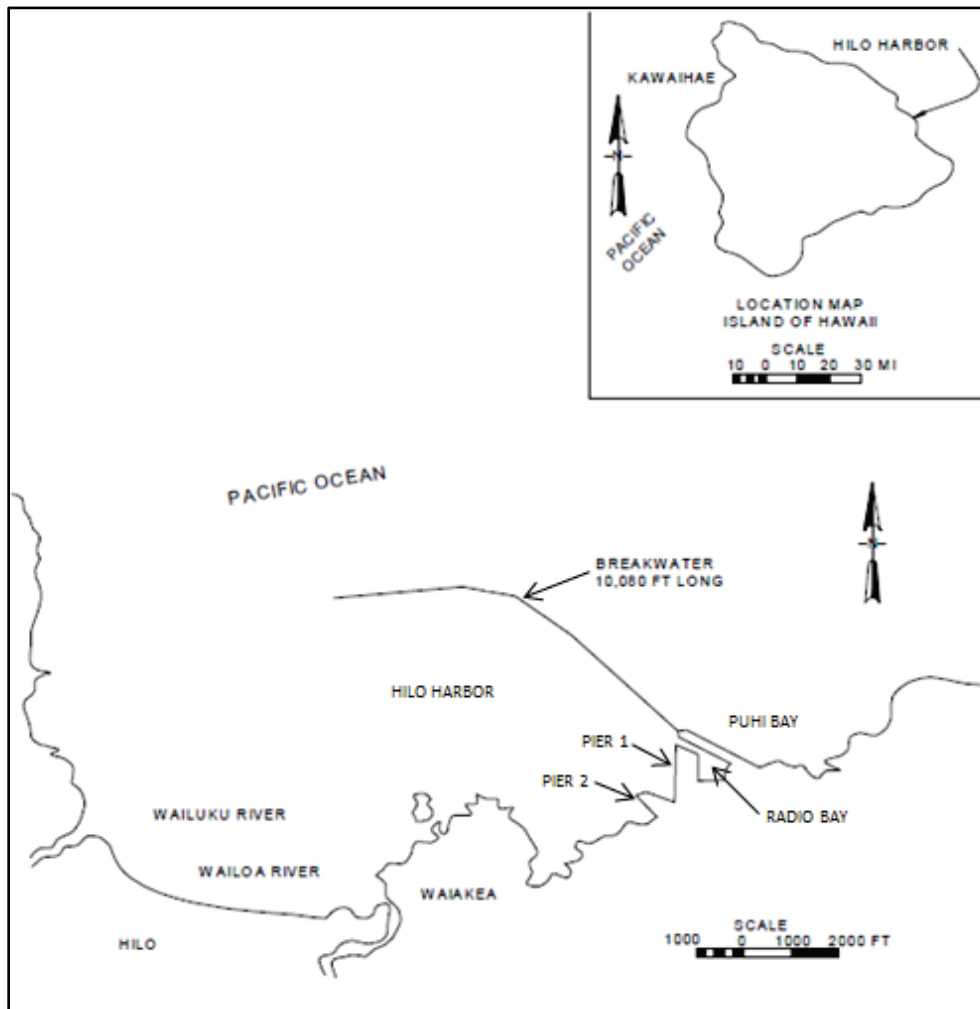 HILO HARBOR
KAWAIHAE
N
PACIFIC
OCEAN
LOCATION MAP
ISLAND OF HAWAII
SCALE
10 0 10 20 30 MI
PACIFIC OCEAN
N
BREAKWATER
10,080 FT LONG
HILO HARBOR
PUHI BAY
PIER 1
PIER 2
RADIO BAY
WAILUKU RIVER
WAILOA RIVER
WAIAKEA
HILO
SCALE
1000 0 1000 2000 FT